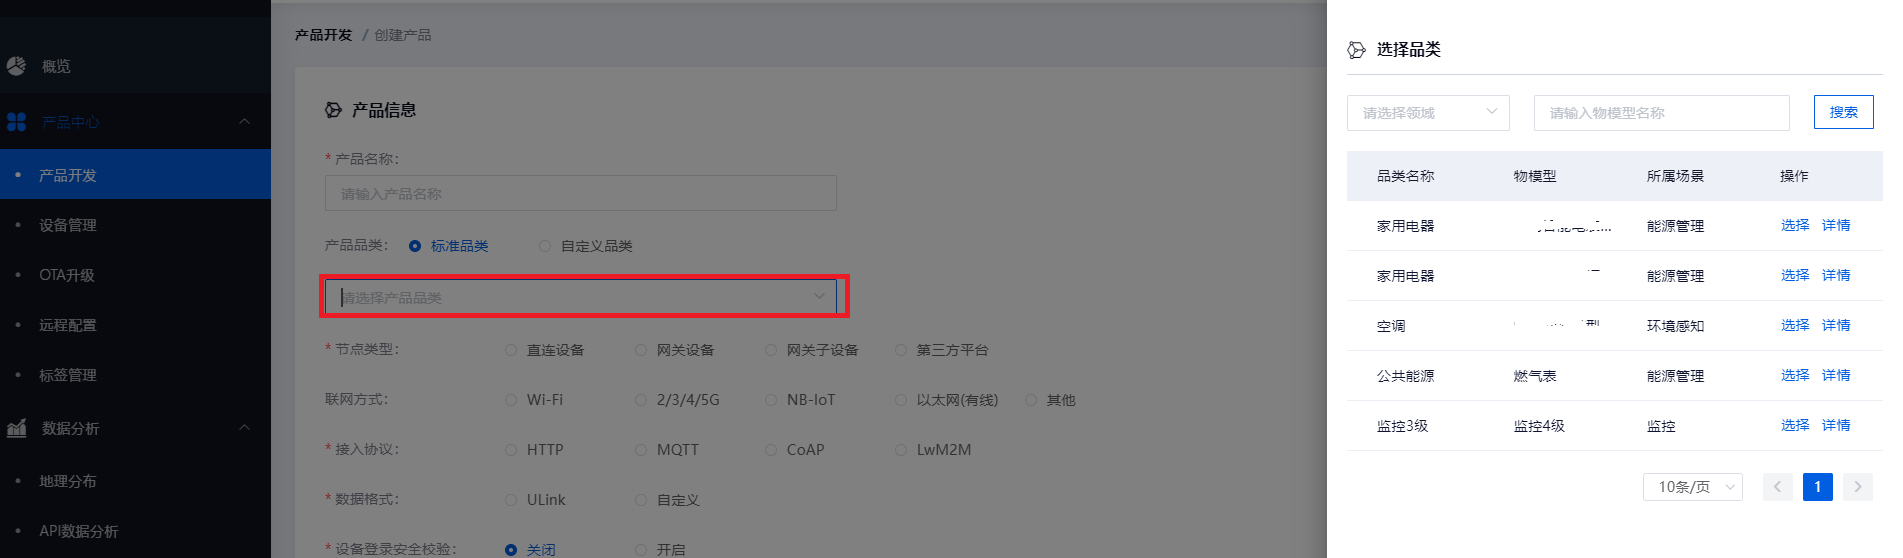 概览
产品中心
产品开发
设备管理
OTA升级
远程配置
标签管理
数据分析
地理分布
API数据分析
产品开发 / 创建产品
产品信息
* 产品名称:
请输入产品名称
产品品类: 标准品类 自定义品类
请选择产品品类
* 节点类型: 直连设备 网关设备 网关子设备 第三方平台
联网方式: Wi-Fi 2/3/4/5G NB-IoT 以太网(有线) 其他
* 接入协议: HTTP MQTT CoAP LwM2M
* 数据格式: ULink 自定义
* 设备登录安全校验: 关闭 开启
选择品类
请选择领域 请输入物模型名称 搜索
品类名称 物模型 所属场景 操作
家用电器 能源管理 选择 详情
家用电器 能源管理 选择 详情
空调 环境感知 选择 详情
公共能源 燃气表 能源管理 选择 详情
监控3级 监控4级 监控 选择 详情
10条/页 1